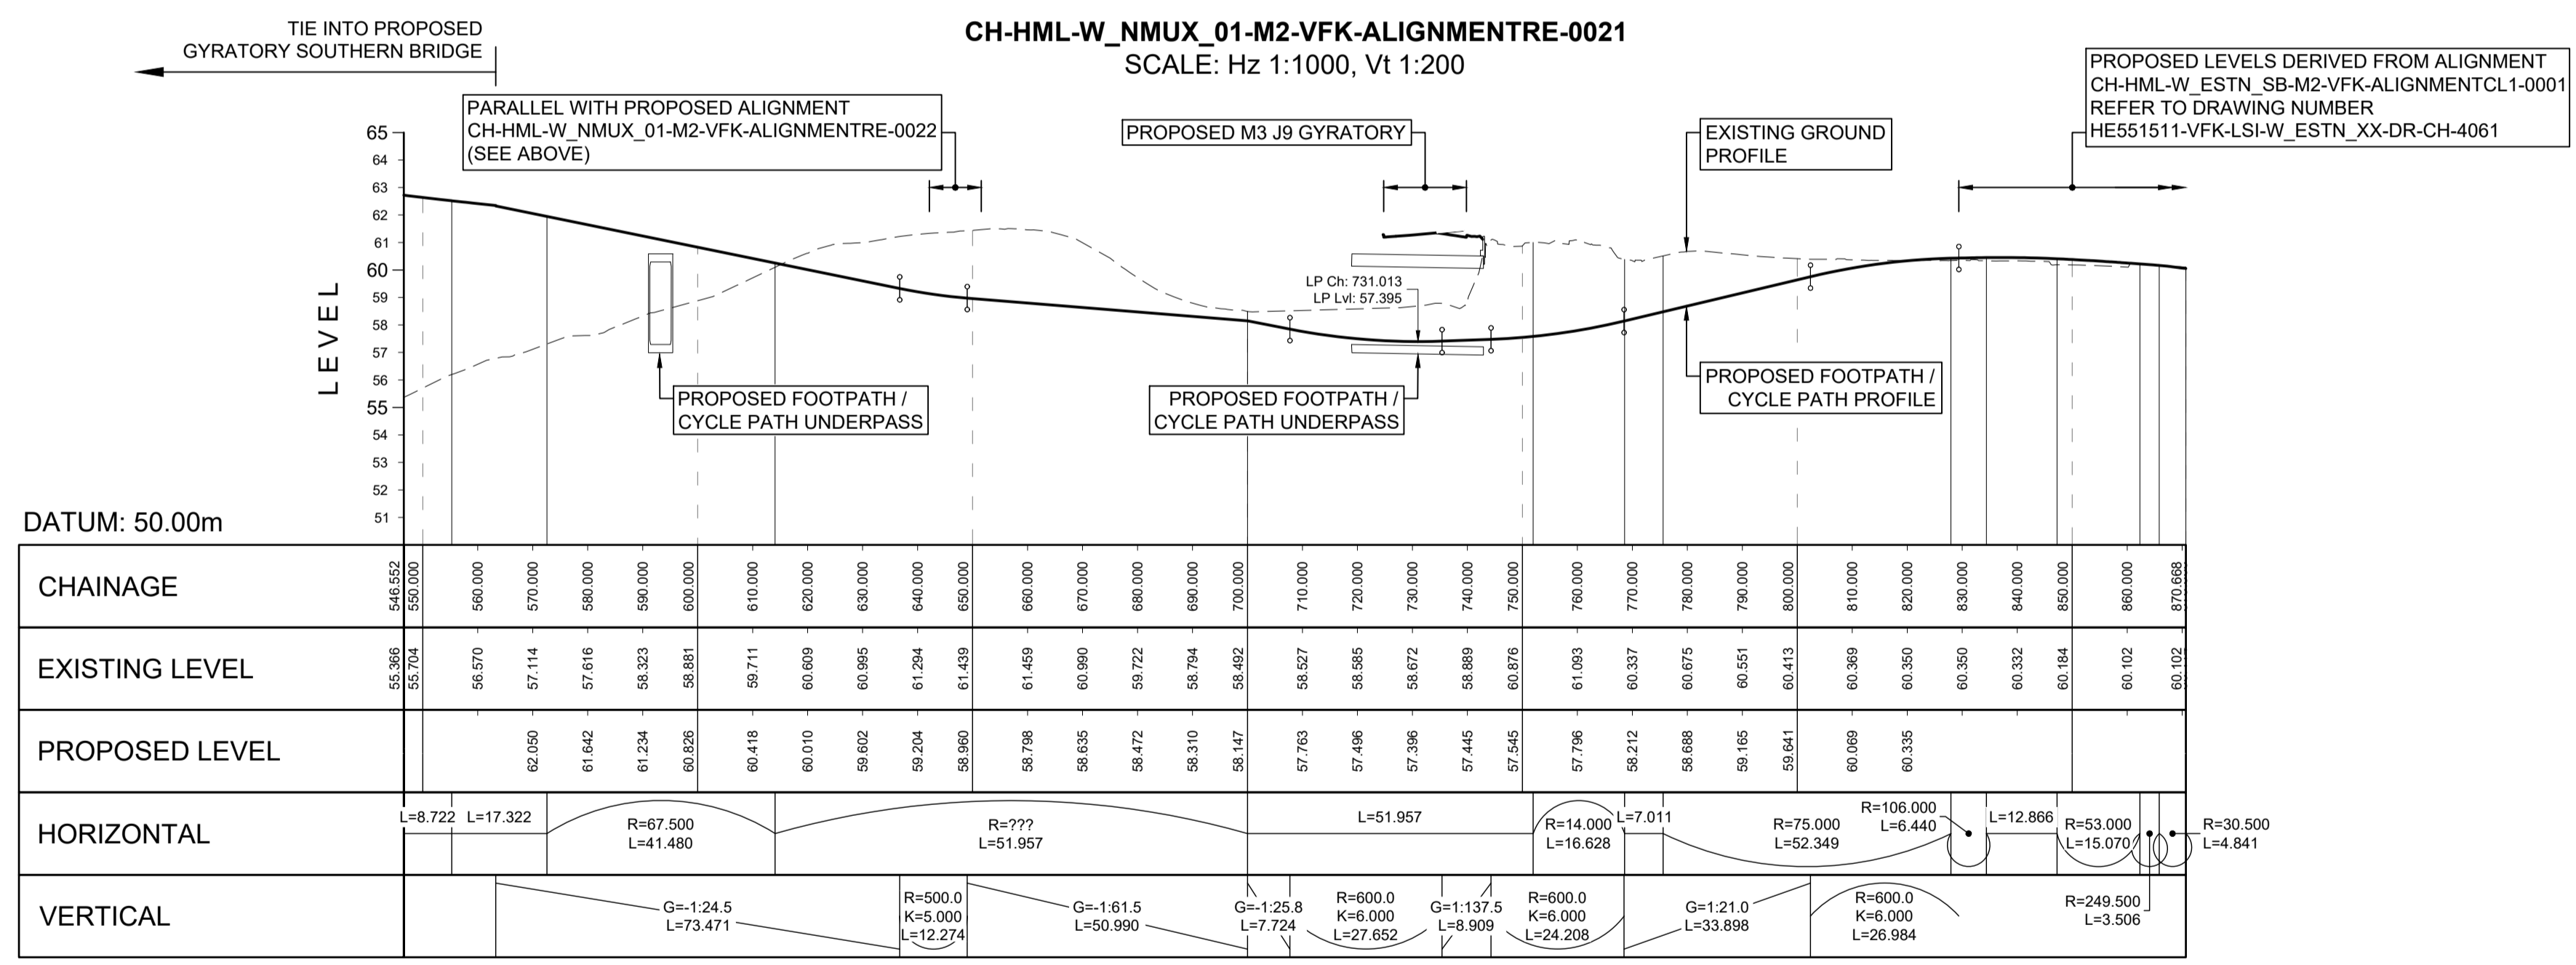 TIE INTO PROPOSED
GYRATORY SOUTHERN BRIDGE
CH-HML-W_NMUX_01-M2-VFK-ALIGNMENTRE-0021
SCALE: Hz 1:1000, Vt 1:200
PARALLEL WITH PROPOSED ALIGNMENT
CH-HML-W_NMUX_01-M2-VFK-ALIGNMENTRE-0022
(SEE ABOVE)
PROPOSED M3 J9 GYRATORY
EXISTING GROUND
PROFILE
PROPOSED LEVELS DERIVED FROM ALIGNMENT
CH-HML-W_ESTN_SB-M2-VFK-ALIGNMENTCL1-0001
REFER TO DRAWING NUMBER
HE551511-VFK-LSI-W_ESTN_XX-DR-CH-4061
65
64
63
62
61
60
59
58
57
56
55
54
53
52
51
LEVEL
LP Ch: 731.013
LP Lvl: 57.395
PROPOSED FOOTPATH /
CYCLE PATH UNDERPASS
PROPOSED FOOTPATH /
CYCLE PATH UNDERPASS
PROPOSED FOOTPATH /
CYCLE PATH PROFILE
DATUM: 50.00m
CHAINAGE 546.552 550.000 560.000 570.000 580.000 590.000 600.000 610.000 620.000 630.000 640.000 650.000 660.000 670.000 680.000 690.000 700.000 710.000 720.000 730.000 740.000 750.000 760.000 770.000 780.000 790.000 800.000 810.000 820.000 830.000 840.000 850.000 860.000 870.668
EXISTING LEVEL 55.366 55.704 56.570 57.114 57.616 58.323 58.881 59.711 60.609 60.995 61.294 61.439 61.459 60.990 59.722 58.794 58.492 58.527 58.585 58.672 58.889 60.876 61.093 60.337 60.675 60.551 60.413 60.369 60.350 60.350 60.332 60.184 60.102 60.102
PROPOSED LEVEL 62.050 61.642 61.234 60.826 60.418 60.010 59.602 59.204 58.960 58.798 58.635 58.472 58.310 58.147 57.763 57.496 57.396 57.445 57.545 57.796 58.212 58.688 59.165 59.641 60.069 60.335
HORIZONTAL
L=8.722
L=17.322
R=67.500
L=41.480
R=???
L=51.957
L=51.957
R=14.000
L=16.628
L=7.011
R=75.000
L=52.349
R=106.000
L=6.440
L=12.866
R=53.000
L=15.070
R=30.500
L=4.841
VERTICAL
G=-1:24.5
L=73.471
R=500.0
K=5.000
L=12.274
G=-1:61.5
L=50.990
G=-1:25.8
L=7.724
R=600.0
K=6.000
L=27.652
G=1:137.5
L=8.909
R=600.0
K=6.000
L=24.208
G=1:21.0
L=33.898
R=600.0
K=6.000
L=26.984
R=249.500
L=3.506